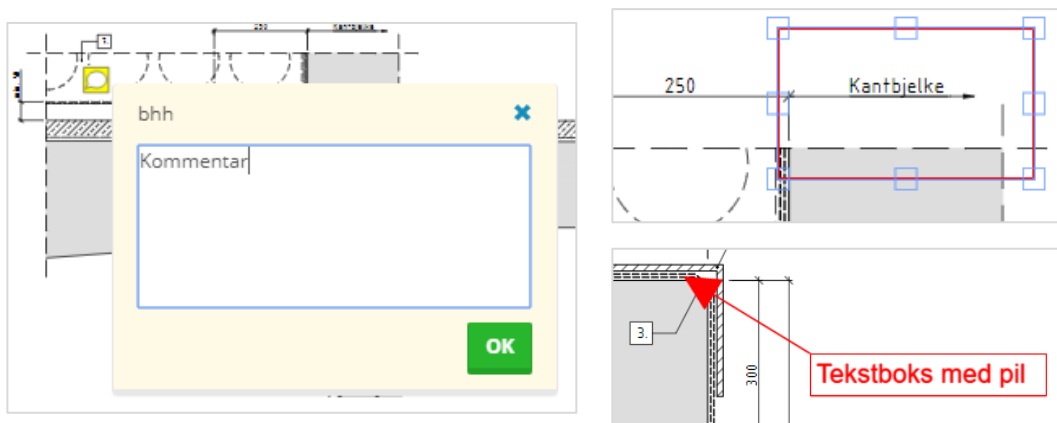 250
Kantbjelke
1.
bhh
Kommentar
OK
250
Kantbjelke
3.
300
Tekstboks med pil